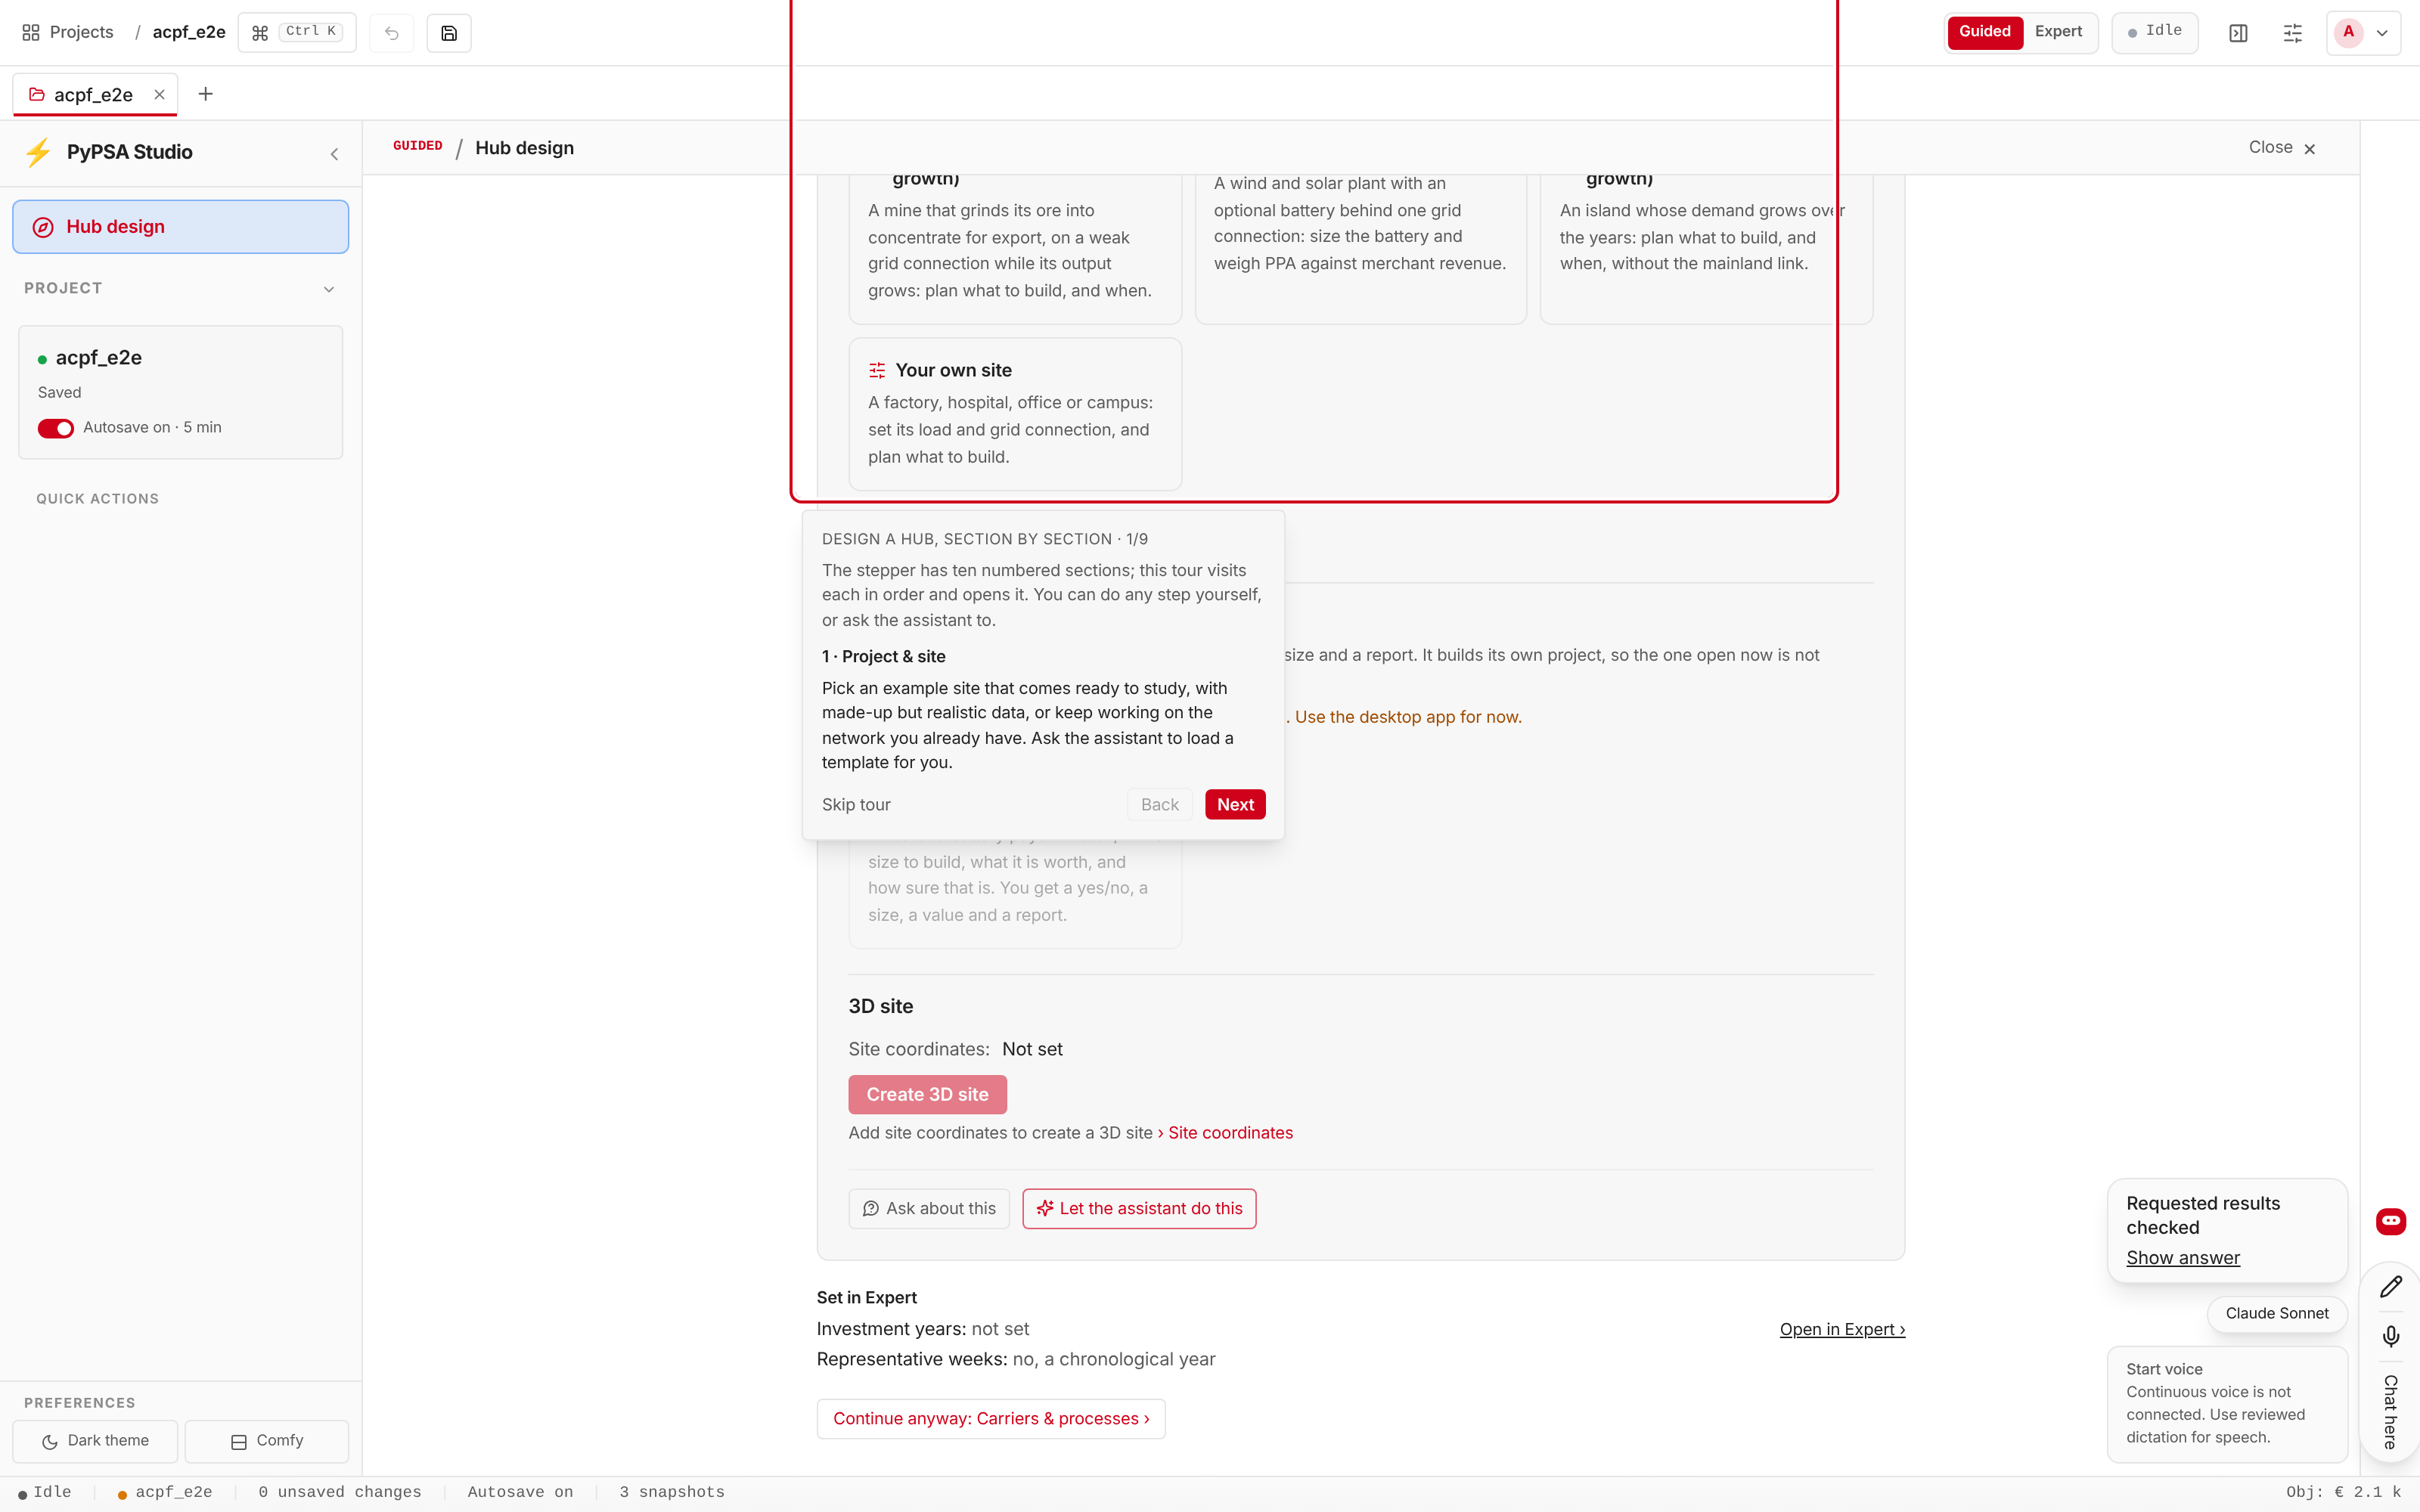 Projects / acpf_e2e Ctrl K
Guided Expert Idle A
acpf_e2e
PyPSA Studio
GUIDED / Hub design
Close
Hub design
PROJECT
acpf_e2e
Saved
Autosave on · 5 min
QUICK ACTIONS
growth)
A mine that grinds its ore into
concentrate for export, on a weak
grid connection while its output
grows: plan what to build, and when.
A wind and solar plant with an
optional battery behind one grid
connection: size the battery and
weigh PPA against merchant revenue.
growth)
An island whose demand grows over
the years: plan what to build, and
when, without the mainland link.
Your own site
A factory, hospital, office or campus:
set its load and grid connection, and
plan what to build.
DESIGN A HUB, SECTION BY SECTION · 1/9
The stepper has ten numbered sections; this tour visits
each in order and opens it. You can do any step yourself,
or ask the assistant to.
1 · Project & site
Pick an example site that comes ready to study, with
made-up but realistic data, or keep working on the
network you already have. Ask the assistant to load a
template for you.
Skip tour Back Next
size and a report. It builds its own project, so the one open now is not
. Use the desktop app for now.
size to build, what it is worth, and
how sure that is. You get a yes/no, a
size, a value and a report.
3D site
Site coordinates: Not set
Create 3D site
Add site coordinates to create a 3D site › Site coordinates
Ask about this Let the assistant do this
Set in Expert
Investment years: not set
Open in Expert ›
Representative weeks: no, a chronological year
Continue anyway: Carriers & processes ›
Requested results
checked
Show answer
Claude Sonnet
Start voice
Continuous voice is not
connected. Use reviewed
dictation for speech.
Chat here
PREFERENCES
Dark theme Comfy
Idle acpf_e2e 0 unsaved changes Autosave on 3 snapshots Obj: € 2.1 k